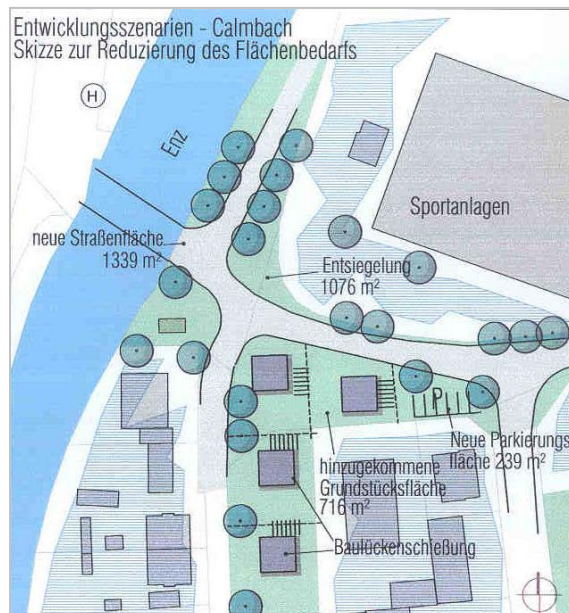 Entwicklungsszenarien - Calmbach
Skizze zur Reduzierung des Flächenbedarfs
H
Enz
Sportanlagen
neue Straßenfläche
1339 m²
Entsiegelung
1076 m²
P
Neue Parkierungs
fläche 239 m²
hinzugekommene
Grundstücksfläche
716 m²
Baulückenschießung